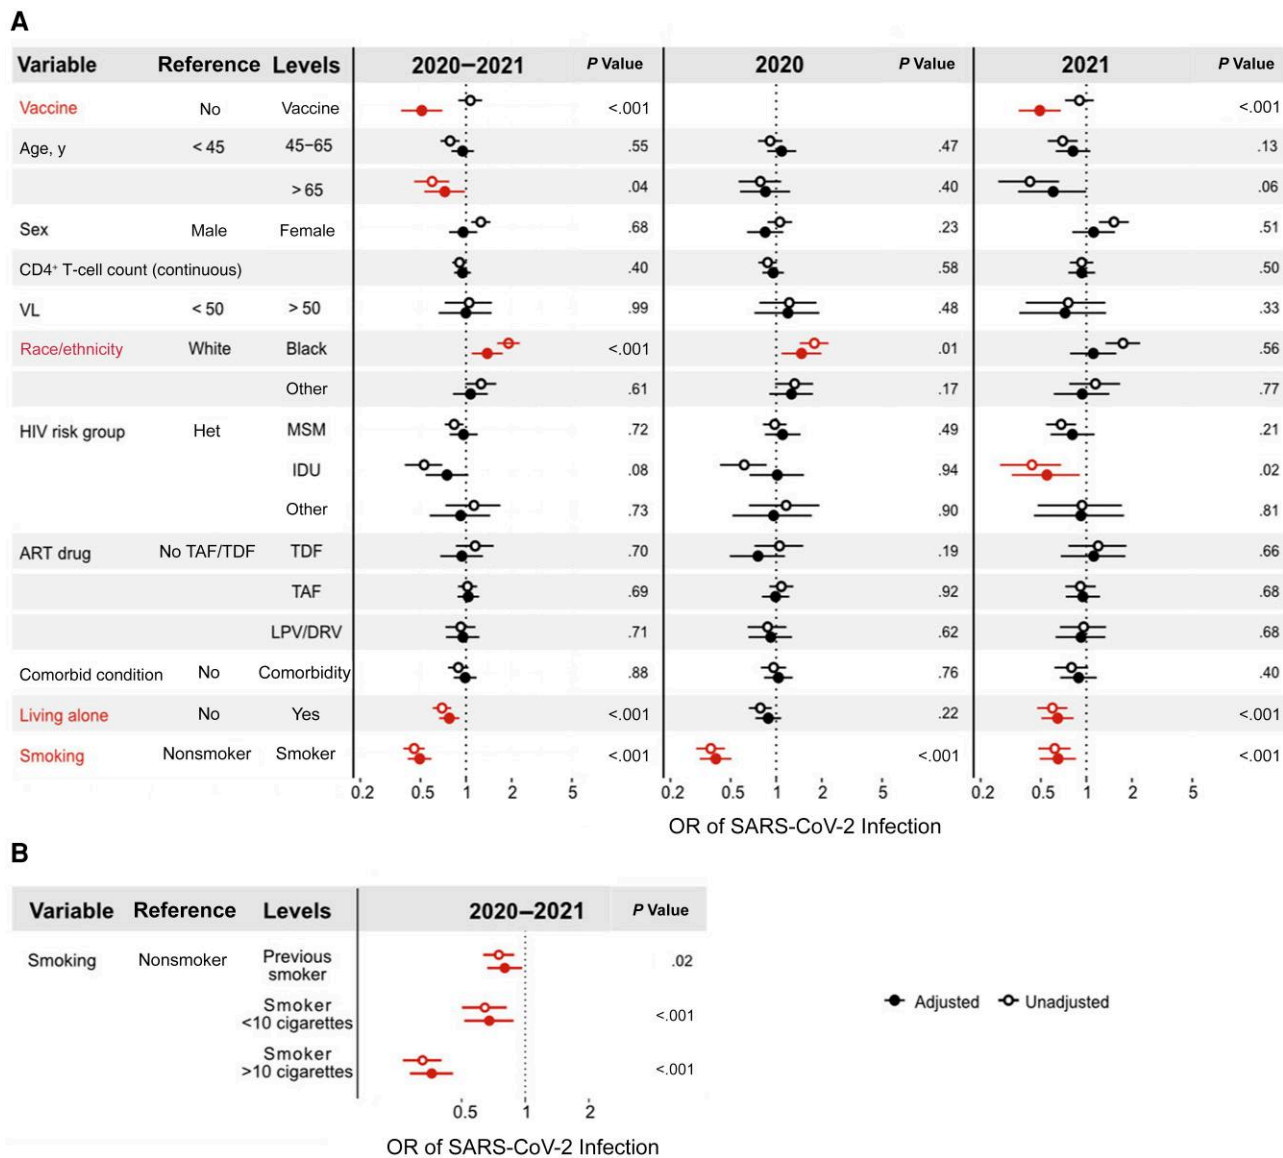 A
Variable Reference Levels 2020–2021 P Value 2020 P Value 2021 P Value
Vaccine No Vaccine <.001 <.001
Age, y < 45 45–65 .55 .47 .13
> 65 .04 .40 .06
Sex Male Female .68 .23 .51
CD4⁺ T-cell count (continuous) .40 .58 .50
VL < 50 > 50 .99 .48 .33
Race/ethnicity White Black <.001 .01 .56
Other .61 .17 .77
HIV risk group Het MSM .72 .49 .21
IDU .08 .94 .02
Other .73 .90 .81
ART drug No TAF/TDF TDF .70 .19 .66
TAF .69 .92 .68
LPV/DRV .71 .62 .68
Comorbid condition No Comorbidity .88 .76 .40
Living alone No Yes <.001 .22 <.001
Smoking Nonsmoker Smoker <.001 <.001 <.001
0.2 0.5 1 2 5 0.2 0.5 1 2 5 0.2 0.5 1 2 5
OR of SARS-CoV-2 Infection
B
Variable Reference Levels 2020–2021 P Value
Smoking Nonsmoker Previous .02
smoker
Smoker
<10 cigarettes <.001
Smoker
>10 cigarettes <.001
Adjusted Unadjusted
0.5 1 2
OR of SARS-CoV-2 Infection